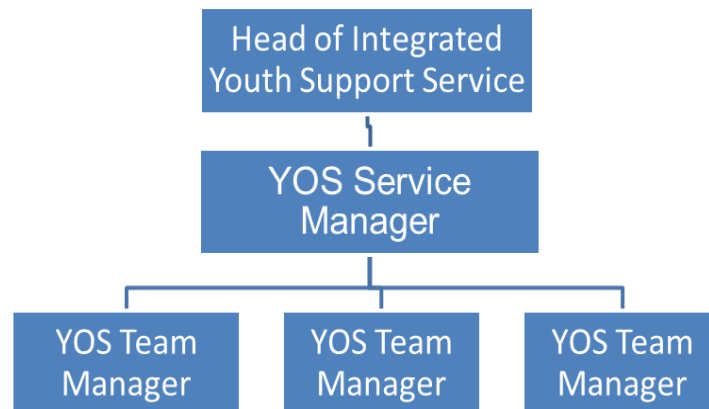 Head of Integrated
Youth Support Service
YOS Service
Manager
YOS Team
Manager
YOS Team
Manager
YOS Team
Manager